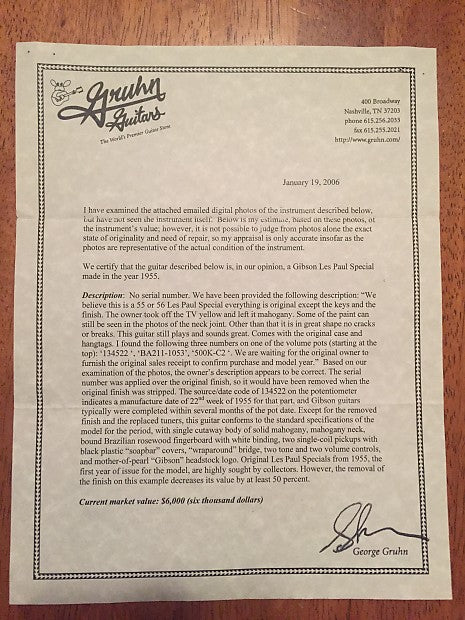 Gruhn
Guitars
The World's Premier Guitar Store
400 Broadway
Nashville, TN 37203
phone 615.256.2033
fax 615.255.2021
http://www.gruhn.com/
January 19, 2006
I have examined the attached emailed digital photos of the instrument described below,
but have not seen the instrument itself. Below is my estimate, based on these photos, of
the instrument's value; however, it is not possible to judge from photos alone the exact
state of originality and need of repair, so my appraisal is only accurate insofar as the
photos are representative of the actual condition of the instrument.
We certify that the guitar described below is, in our opinion, a Gibson Les Paul Special
made in the year 1955.
Description: No serial number. We have been provided the following description: "We
believe this is a 55 or 56 Les Paul Special everything is original except the keys and the
finish. The owner took off the TV yellow and left it mahogany. Some of the paint can
still be seen in the photos of the neck joint. Other than that it is in great shape no cracks
or breaks. This guitar still plays and sounds great. Comes with the original case and
hangtags. I found the following three numbers on one of the volume pots (starting at the
top): '134522 ', 'BA211-1053', '500K-C2 '. We are waiting for the original owner to
furnish the original sales receipt to confirm purchase and model year." Based on our
examination of the photos, the owner's description appears to be correct. The serial
number was applied over the original finish, so it would have been removed when the
original finish was stripped. The source/date code of 134522 on the potentiometer
indicates a manufacture date of 22nd week of 1955 for that part, and Gibson guitars
typically were completed within several months of the pot date. Except for the removed
finish and the replaced tuners, this guitar conforms to the standard specifications of the
model for the period, with single cutaway body of solid mahogany, mahogany neck,
bound Brazilian rosewood fingerboard with white binding, two single-coil pickups with
black plastic "soapbar" covers, "wraparound" bridge, two tone and two volume controls,
and mother-of-pearl "Gibson" headstock logo. Original Les Paul Specials from 1955, the
first year of issue for the model, are highly sought by collectors. However, the removal of
the finish on this example decreases its value by at least 50 percent.
Current market value: $6,000 (six thousand dollars)
George Gruhn